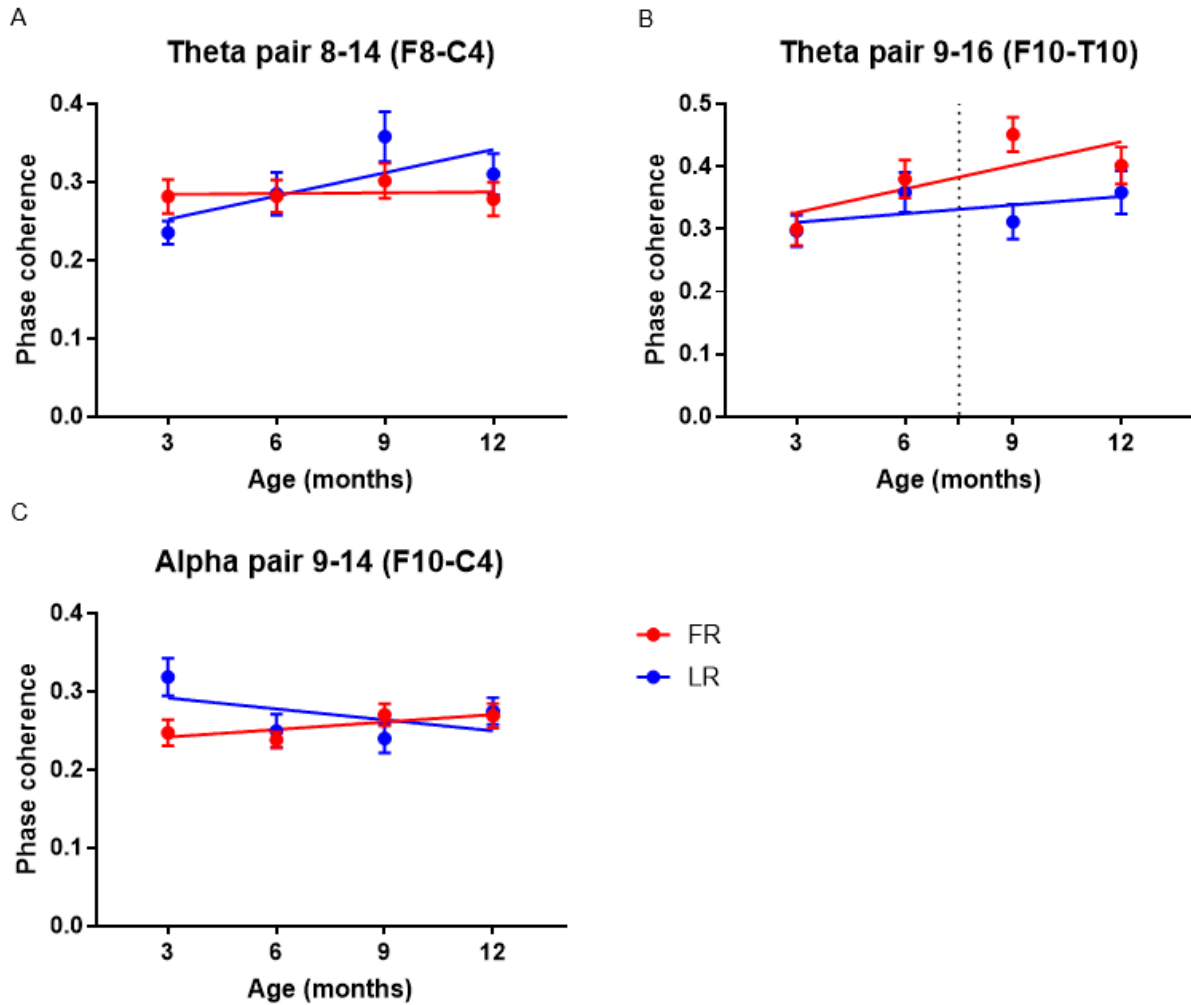 A
Theta pair 8-14 (F8-C4)
Phase coherence
0.4
0.3
0.2
0.1
0.0
3 6 9 12
Age (months)
B
Theta pair 9-16 (F10-T10)
Phase coherence
0.5
0.4
0.3
0.2
0.1
0.0
3 6 9 12
Age (months)
C
Alpha pair 9-14 (F10-C4)
Phase coherence
0.4
0.3
0.2
0.1
0.0
3 6 9 12
Age (months)
FR
LR